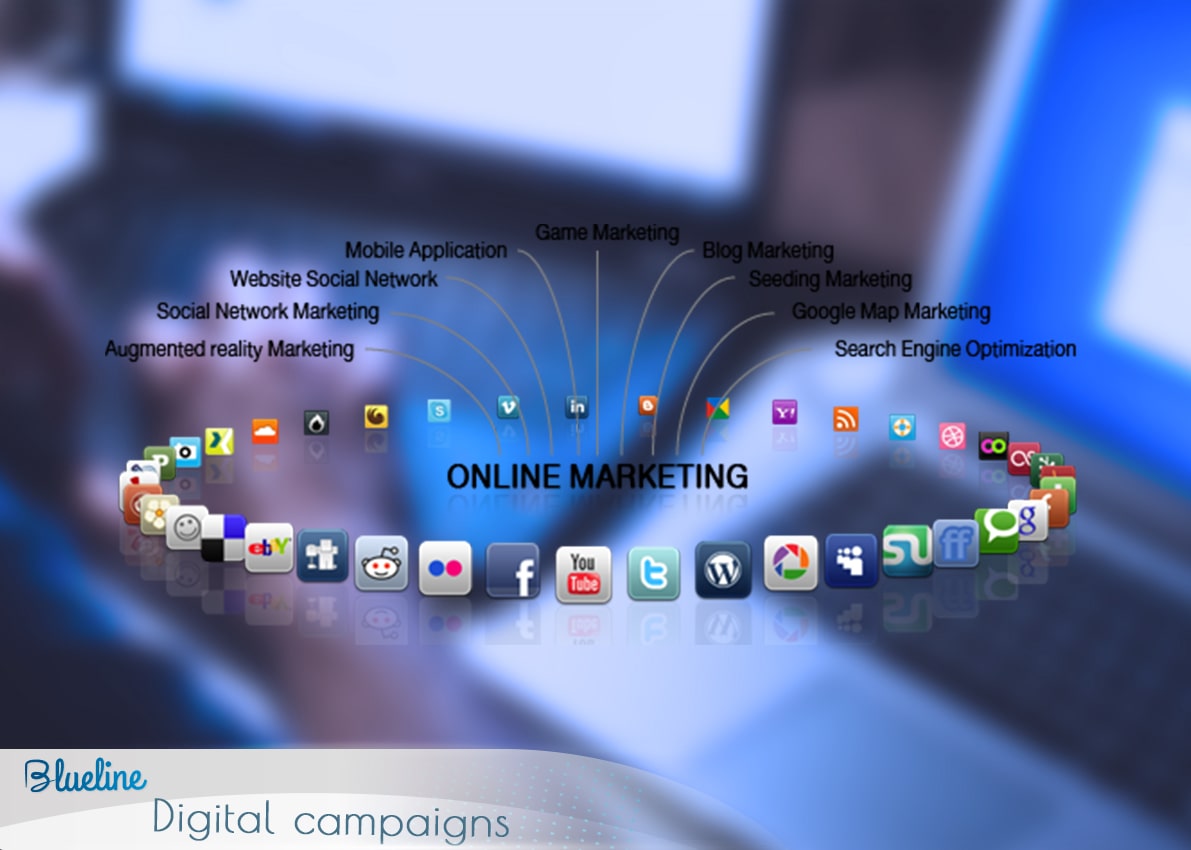 Game Marketing
Mobile Application
Blog Marketing
Website Social Network
Seeding Marketing
Social Network Marketing
Google Map Marketing
Augmented reality Marketing
Search Engine Optimization
ONLINE MARKETING
ebY
You
Tube
Blueline
Digital campaigns